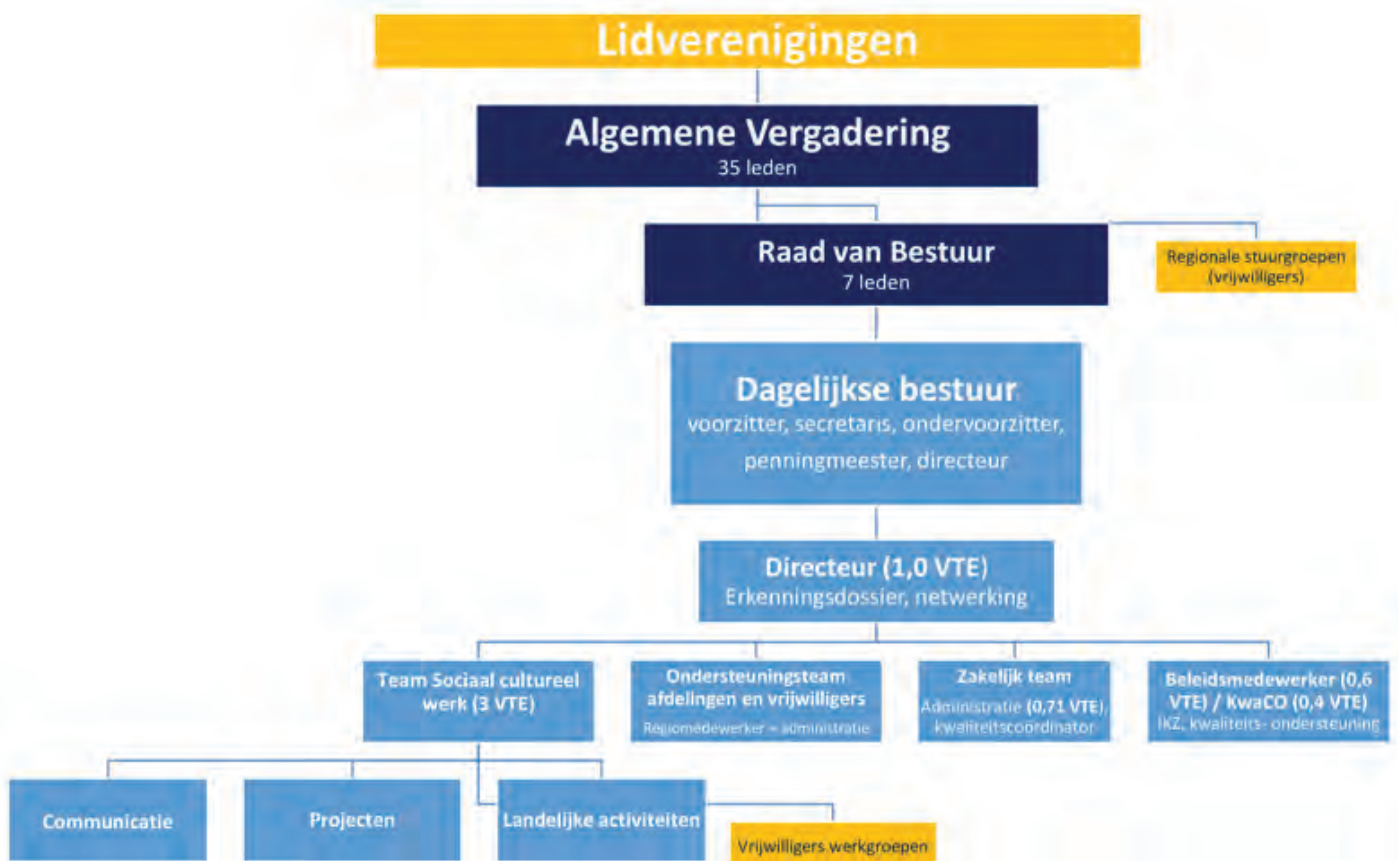 Lidverenigingen
Algemene Vergadering
35 leden
Raad van Bestuur
7 leden
Regionale stuurgroepen
(vrijwilligers)
Dagelijkse bestuur
voorzitter, secretaris, ondervoorzitter,
penningmeester, directeur
Directeur (1,0 VTE)
Erkenningsdossier, netwerking
Team Sociaal cultureel
werk (3 VTE)
Ondersteuningsteam
afdelingen en vrijwilligers
Regiomedewerker – administratie
Zakelijk team
Administratie (0,71 VTE),
kwaliteitscoördinator
Beleidsmedewerker (0,6
VTE) / KwaCO (0,4 VTE)
IKZ, kwaliteits- ondersteuning
Communicatie
Projecten
Landelijke activiteiten
Vrijwilligers werkgroepen